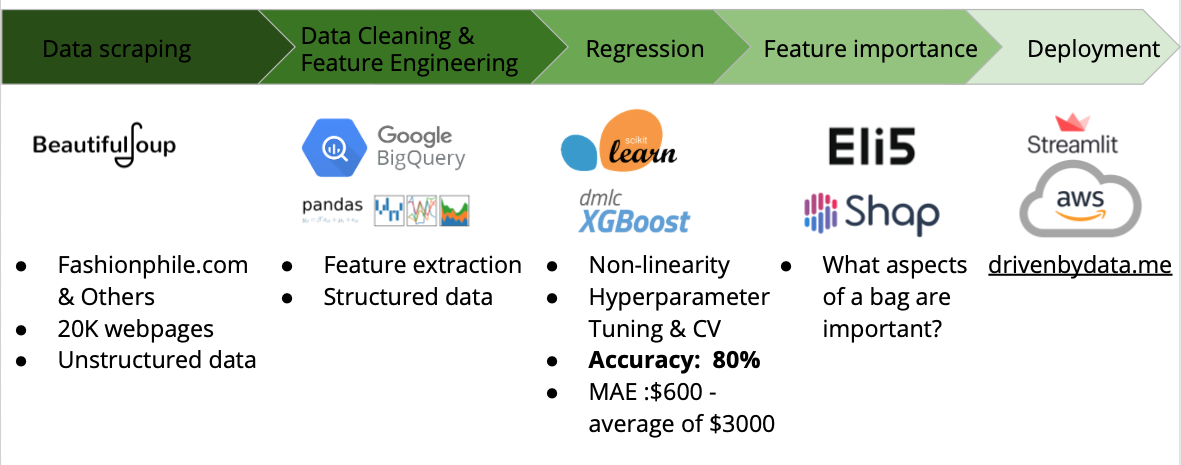 Data scraping
Data Cleaning &
Feature Engineering
Regression
Feature importance
Deployment
BeautifulSoup
Google
BigQuery
pandas
scikit
learn
dmlc
XGBoost
Eli5
Shap
Streamlit
aws
● Fashionphile.com
& Others
● 20K webpages
● Unstructured data
● Feature extraction
● Structured data
● Non-linearity
● Hyperparameter
Tuning & CV
● Accuracy: 80%
● MAE :$600 -
average of $3000
● What aspects
of a bag are
important?
drivenbydata.me